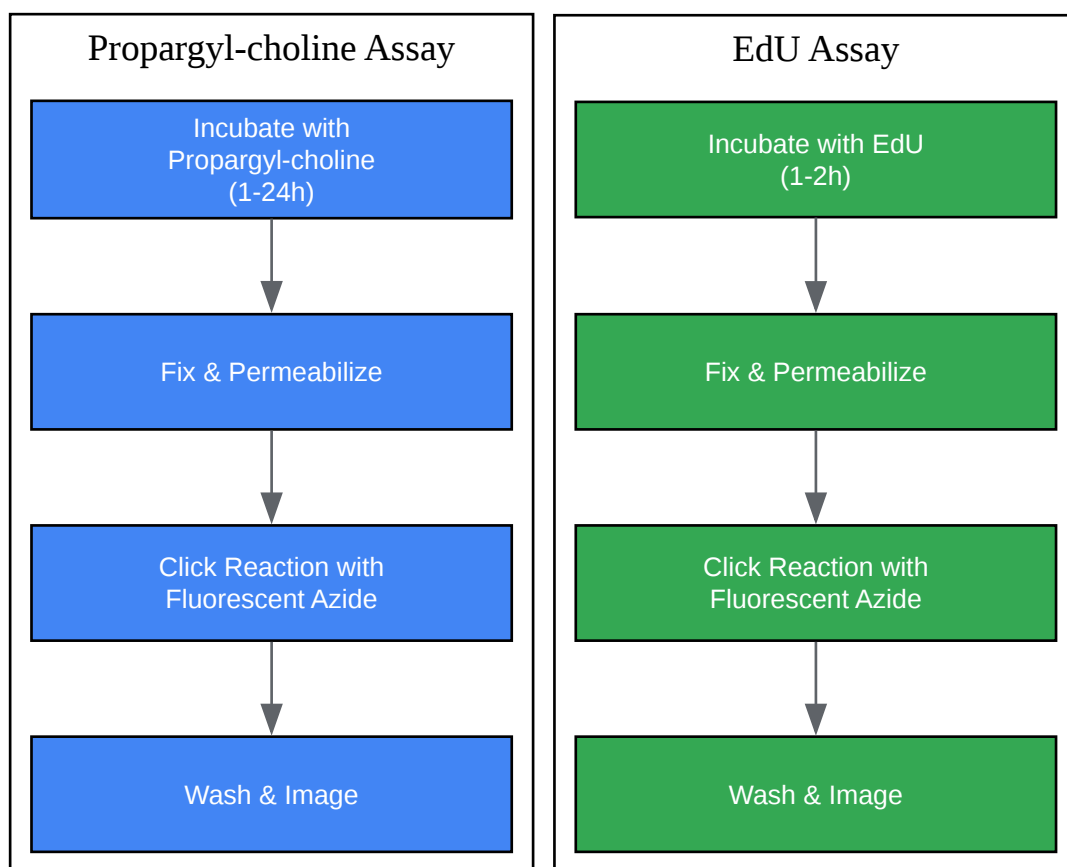 Propargyl-choline Assay
Incubate with
Propargyl-choline
(1-24h)
Fix & Permeabilize
Click Reaction with
Fluorescent Azide
Wash & Image
EdU Assay
Incubate with EdU
(1-2h)
Fix & Permeabilize
Click Reaction with
Fluorescent Azide
Wash & Image